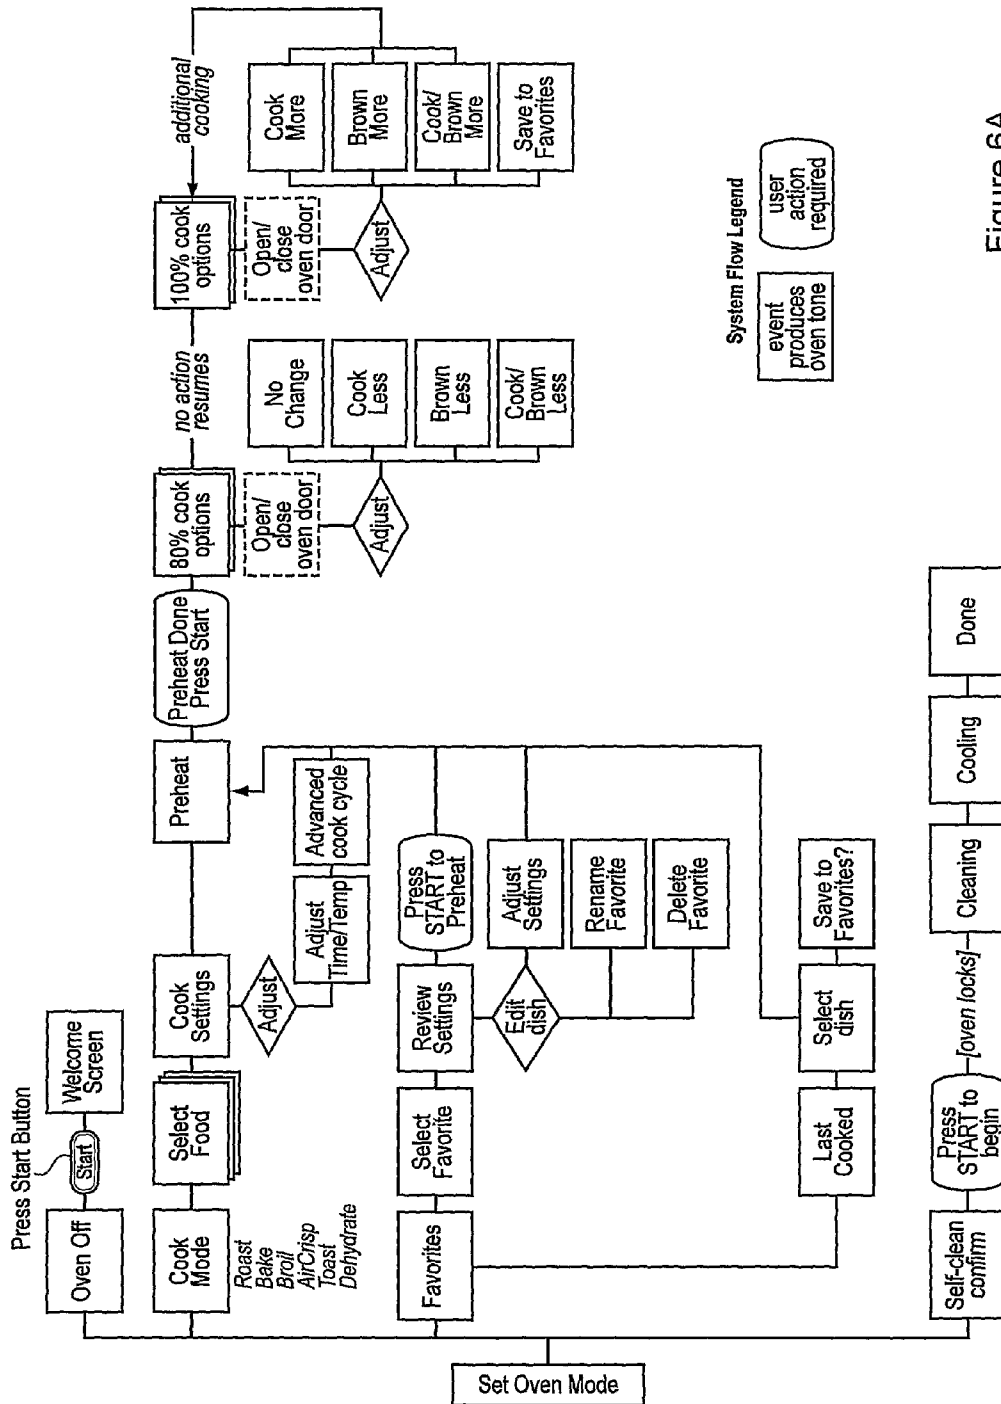 Press Start Button
Oven Off
Start
Welcome
Screen
Cook
Mode
Roast
Bake
Broil
AirCrisp
Toast
Dehydrate
Select
Food
Cook
Settings
Adjust
Adjust
Time/Temp
Advanced
cook cycle
Preheat
Preheat Done
Press Start
80% cook
options
no action
resumes
100% cook
options
additional
cooking
Open/
close
oven door
Adjust
No
Change
Cook
Less
Brown
Less
Cook/
Brown
Less
Open/
close
oven door
Adjust
Cook
More
Brown
More
Cook/
Brown
More
Save to
Favorites
Set Oven Mode
Favorites
Select
Favorite
Review
Settings
Press
START to
Preheat
Edit
dish
Adjust
Settings
Rename
Favorite
Delete
Favorite
Last
Cooked
Select
dish
Save to
Favorites?
Self-clean
confirm
Press
START to
begin
[oven locks]
Cleaning
Cooling
Done
System Flow Legend
event
produces
oven tone
user
action
required
Figure 6A